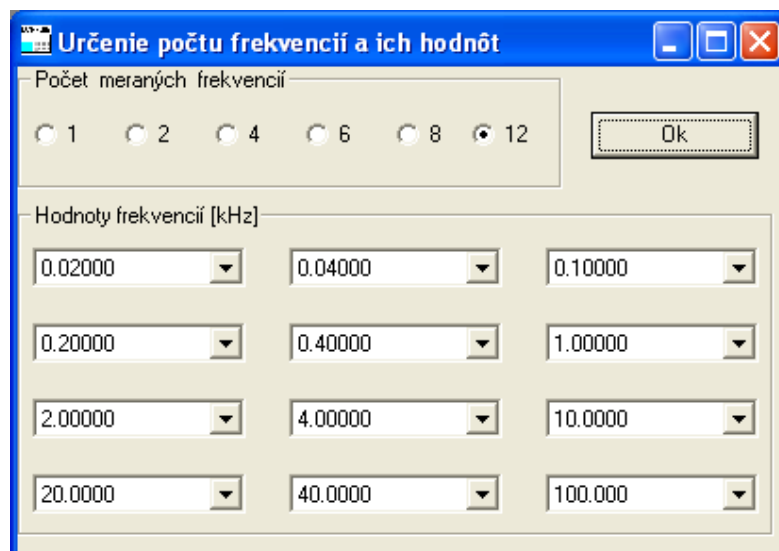 Určenie počtu frekvencií a ich hodnôt
Počet meraných frekvencií
1 2 4 6 8 12
Ok
Hodnoty frekvencií [kHz]
0.02000 0.04000 0.10000
0.20000 0.40000 1.00000
2.00000 4.00000 10.0000
20.0000 40.0000 100.000